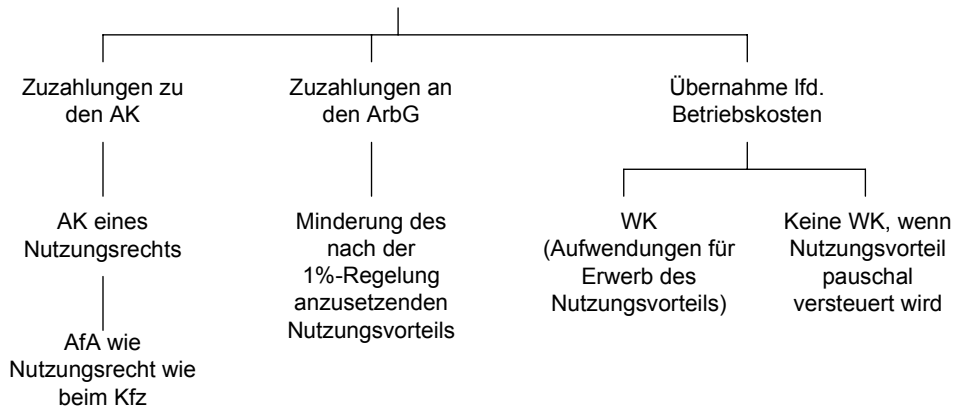 Zuzahlungen zu
den AK
Zuzahlungen an
den ArbG
Übernahme lfd.
Betriebskosten
AK eines
Nutzungsrechts
Minderung des
nach der
1%-Regelung
anzusetzenden
Nutzungsvorteils
WK
(Aufwendungen für
Erwerb des
Nutzungsvorteils)
Keine WK, wenn
Nutzungsvorteil
pauschal
versteuert wird
AfA wie
Nutzungsrecht wie
beim Kfz